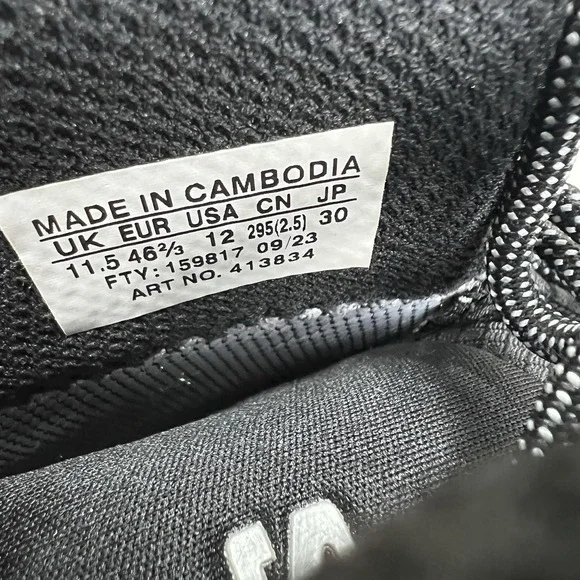 MADE IN CAMBODIA
UK EUR USA CN JP
11.5 46⅔ 12 295(2.5) 30
FTY: 159817 09/23
ART NO. 413834